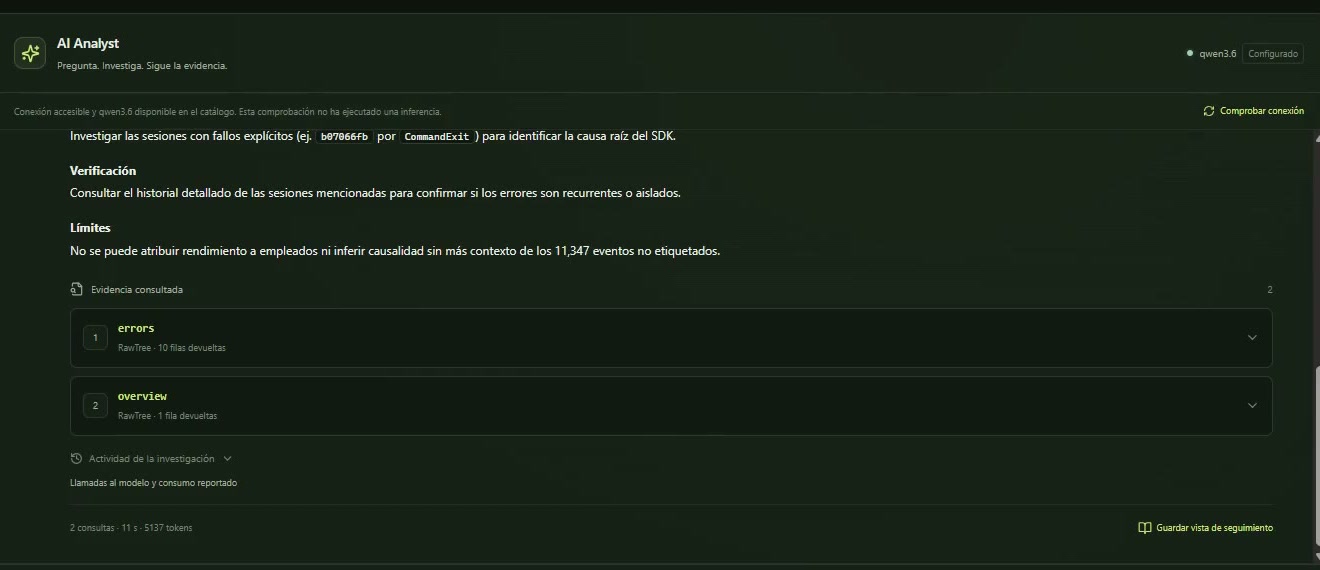 AI Analyst
Pregunta. Investiga. Sigue la evidencia.
qwen3.6 Configurado
Conexión accesible y qwen3.6 disponible en el catálogo. Esta comprobación no ha ejecutado una inferencia.
Comprobar conexión
Investigar las sesiones con fallos explícitos (ej. b07066fb por CommandExit) para identificar la causa raíz del SDK.
Verificación
Consultar el historial detallado de las sesiones mencionadas para confirmar si los errores son recurrentes o aislados.
Límites
No se puede atribuir rendimiento a empleados ni inferir causalidad sin más contexto de los 11,347 eventos no etiquetados.
Evidencia consultada 2
1 errors
RawTree · 10 filas devueltas
2 overview
RawTree · 1 fila devueltas
Actividad de la investigación
Llamadas al modelo y consumo reportado
2 consultas · 11 s · 5137 tokens
Guardar vista de seguimiento